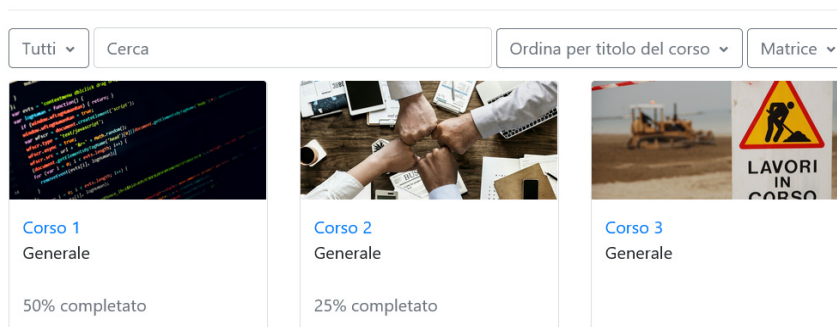 Tutti
Cerca
Ordina per titolo del corso
Matrice
LAVORI
IN
CORSO
Corso 1
Generale
50% completato
Corso 2
Generale
25% completato
Corso 3
Generale